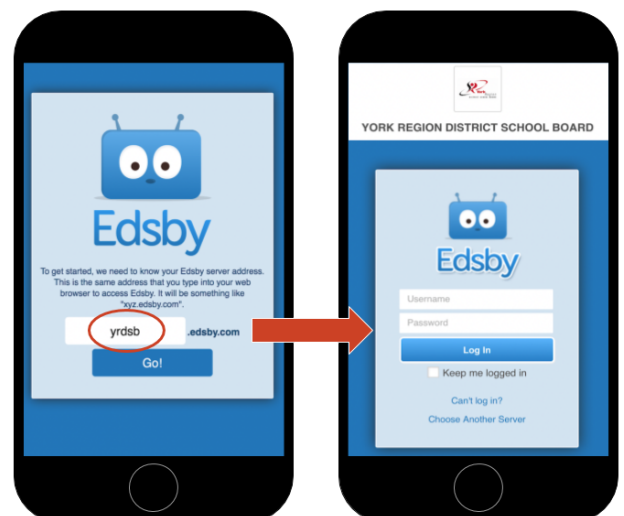 Edsby
To get started, we need to know your Edsby server address.
This is the same address that you type into your web
browser to access Edsby. It will be something like
"xyz.edsby.com".
yrdsb .edsby.com
Go!
YORK REGION DISTRICT SCHOOL BOARD
Edsby
Username
Password
Log In
Keep me logged in
Can't log in?
Choose Another Server